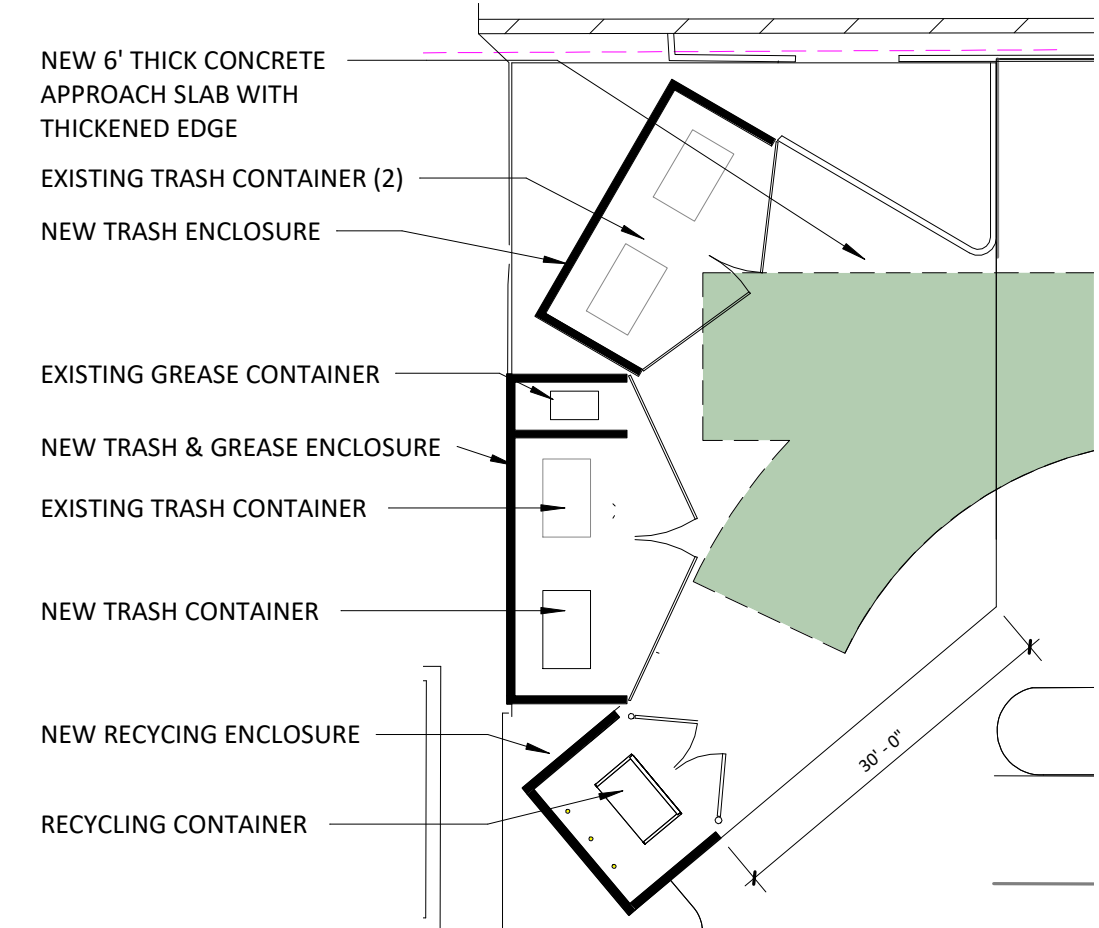 NEW 6' THICK CONCRETE
APPROACH SLAB WITH
THICKENED EDGE
EXISTING TRASH CONTAINER (2)
NEW TRASH ENCLOSURE
EXISTING GREASE CONTAINER
NEW TRASH & GREASE ENCLOSURE
EXISTING TRASH CONTAINER
NEW TRASH CONTAINER
NEW RECYCING ENCLOSURE
RECYCLING CONTAINER
30' - 0"